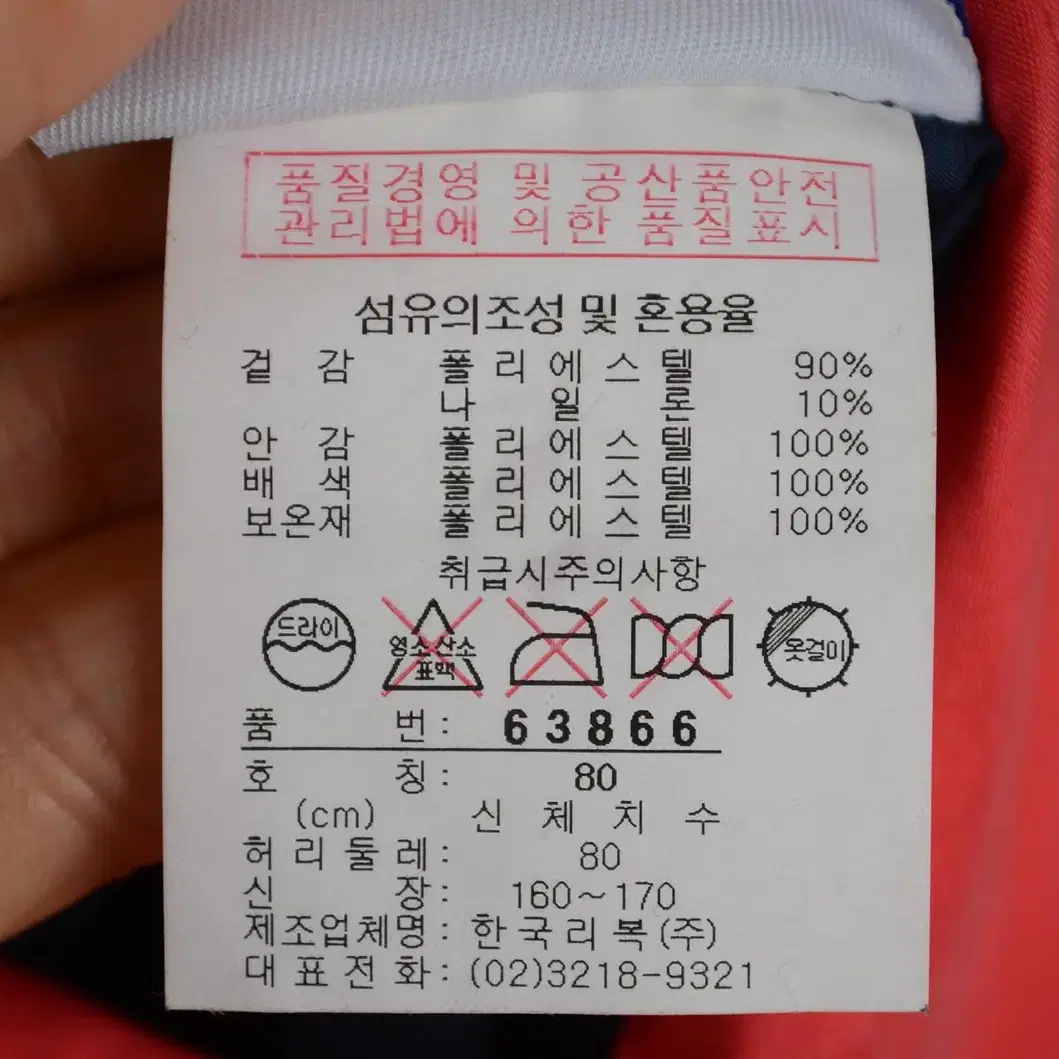 품질경영 및 공산품안전
관리법에 의한 품질표시
섬유의조성 및 혼용율
겉 감 폴리에스텔 90%
나 일 론 10%
안 감 폴리에스텔 100%
배 색 폴리에스텔 100%
보온재 폴리에스텔 100%
취급시주의사항
드라이
염소,산소
표백
옷걸이
품 번: 63866
호 칭: 80
(cm) 신 체 치 수
허리둘레: 80
신 장: 160~170
제조업체명: 한국리복(주)
대표전화: (02)3218-9321